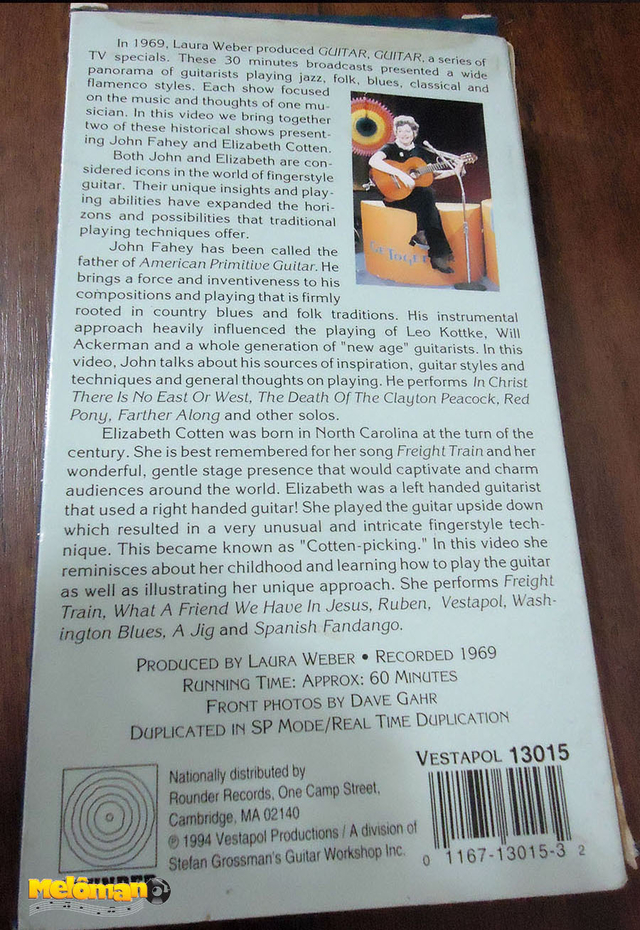 In 1969, Laura Weber produced GUITAR, GUITAR, a series of
TV specials. These 30 minutes broadcasts presented a wide
panorama of guitarists playing jazz, folk, blues, classical and
flamenco styles. Each show focused
on the music and thoughts of one mu-
sician. In this video we bring together
two of these historical shows present-
ing John Fahey and Elizabeth Cotten.
Both John and Elizabeth are con-
sidered icons in the world of fingerstyle
guitar. Their unique insights and play-
ing abilities have expanded the hori-
zons and possibilities that traditional
playing techniques offer.
John Fahey has been called the
father of American Primitive Guitar. He
brings a force and inventiveness to his
compositions and playing that is firmly
rooted in country blues and folk traditions. His instrumental
approach heavily influenced the playing of Leo Kottke, Will
Ackerman and a whole generation of "new age" guitarists. In this
video, John talks about his sources of inspiration, guitar styles and
techniques and general thoughts on playing. He performs In Christ
There Is No East Or West, The Death Of The Clayton Peacock, Red
Pony, Farther Along and other solos.
Elizabeth Cotten was born in North Carolina at the turn of the
century. She is best remembered for her song Freight Train and her
wonderful, gentle stage presence that would captivate and charm
audiences around the world. Elizabeth was a left handed guitarist
that used a right handed guitar! She played the guitar upside down
which resulted in a very unusual and intricate fingerstyle tech-
nique. This became known as "Cotten-picking." In this video she
reminisces about her childhood and learning how to play the guitar
as well as illustrating her unique approach. She performs Freight
Train, What A Friend We Have In Jesus, Ruben, Vestapol, Wash-
ington Blues, A Jig and Spanish Fandango.
PRODUCED BY LAURA WEBER • RECORDED 1969
RUNNING TIME: APPROX: 60 MINUTES
FRONT PHOTOS BY DAVE GAHR
DUPLICATED IN SP MODE/REAL TIME DUPLICATION
VESTAPOL 13015
Nationally distributed by
Rounder Records, One Camp Street,
Cambridge, MA 02140
℗ 1994 Vestapol Productions / A division of
Stefan Grossman's Guitar Workshop Inc.
0 1167-13015-3 2
Melôman